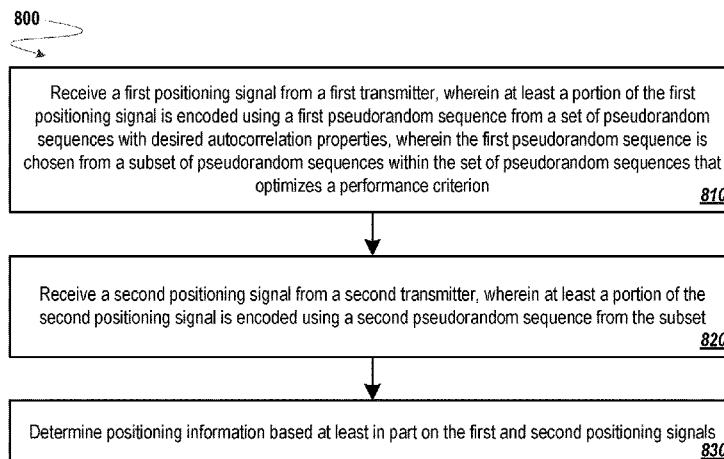 800
Receive a first positioning signal from a first transmitter, wherein at least a portion of the first
positioning signal is encoded using a first pseudorandom sequence from a set of pseudorandom
sequences with desired autocorrelation properties, wherein the first pseudorandom sequence is
chosen from a subset of pseudorandom sequences within the set of pseudorandom sequences that
optimizes a performance criterion
810
Receive a second positioning signal from a second transmitter, wherein at least a portion of the
second positioning signal is encoded using a second pseudorandom sequence from the subset
820
Determine positioning information based at least in part on the first and second positioning signals
830